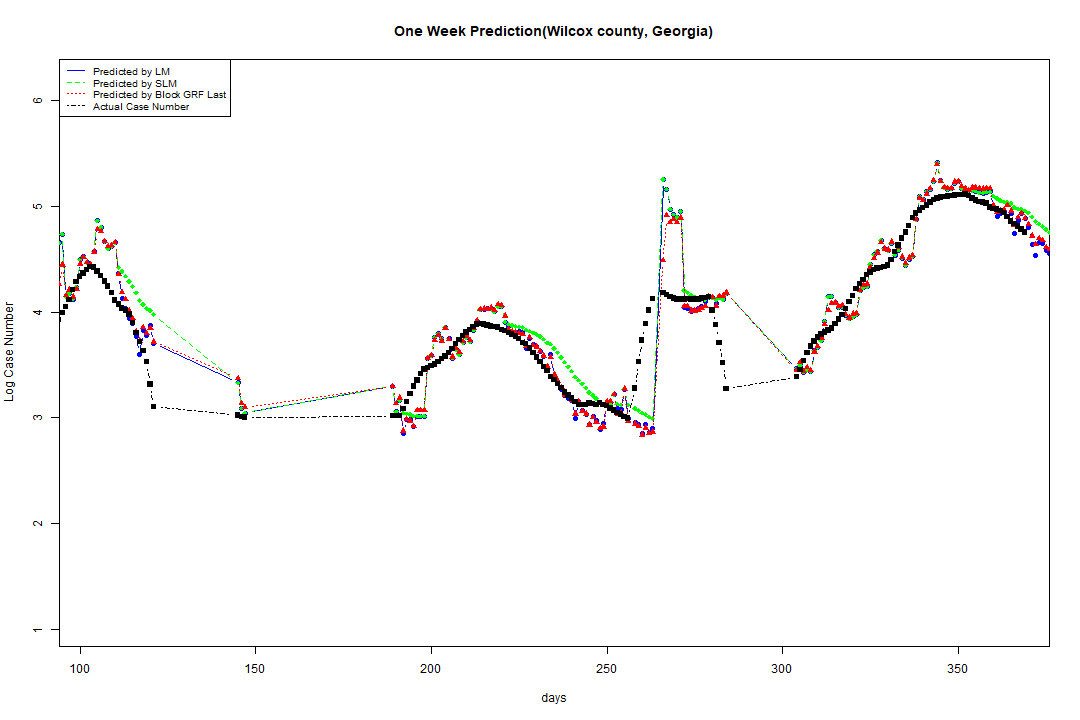 One Week Prediction(Wilcox county, Georgia)
Predicted by LM
Predicted by SLM
Predicted by Block GRF Last
Actual Case Number
6
5
4
3
2
1
Log Case Number
100 150 200 250 300 350
days